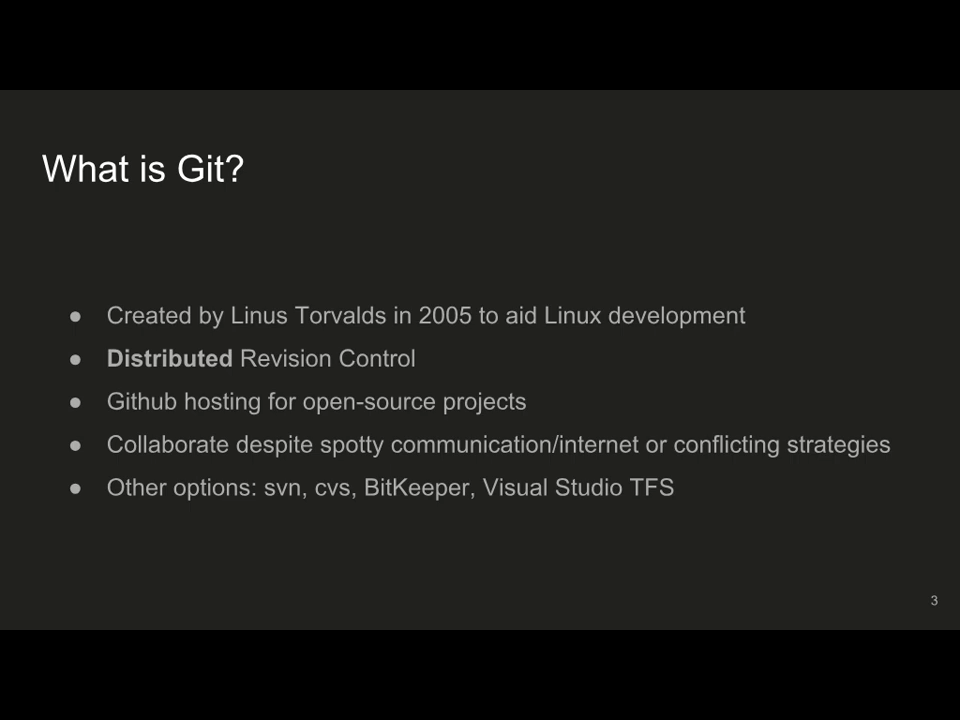 What is Git?
● Created by Linus Torvalds in 2005 to aid Linux development
● Distributed Revision Control
● Github hosting for open-source projects
● Collaborate despite spotty communication/internet or conflicting strategies
● Other options: svn, cvs, BitKeeper, Visual Studio TFS
3